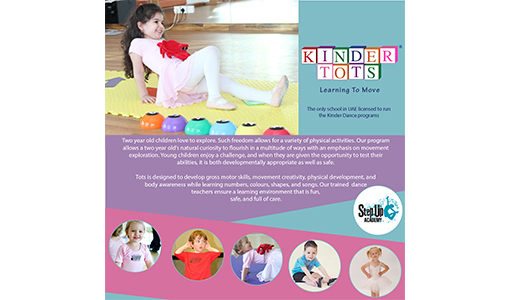 KINDER®
TOTS
Learning To Move
The only school in UAE licensed to run
the Kinder Dance programs
Two year old children love to explore. Such freedom allows for a variety of physical activities. Our program
allows a two year old's natural curiosity to flourish in a multitude of ways with an emphasis on movement
exploration. Young children enjoy a challenge, and when they are given the opportunity to test their
abilities, it is both developmentally appropriate as well as safe.
Tots is designed to develop gross motor skills, movement creativity, physical development, and
body awareness while learning numbers, colours, shapes, and songs. Our trained dance
teachers ensure a learning environment that is fun,
safe, and full of care.
Step Up
ACADEMY